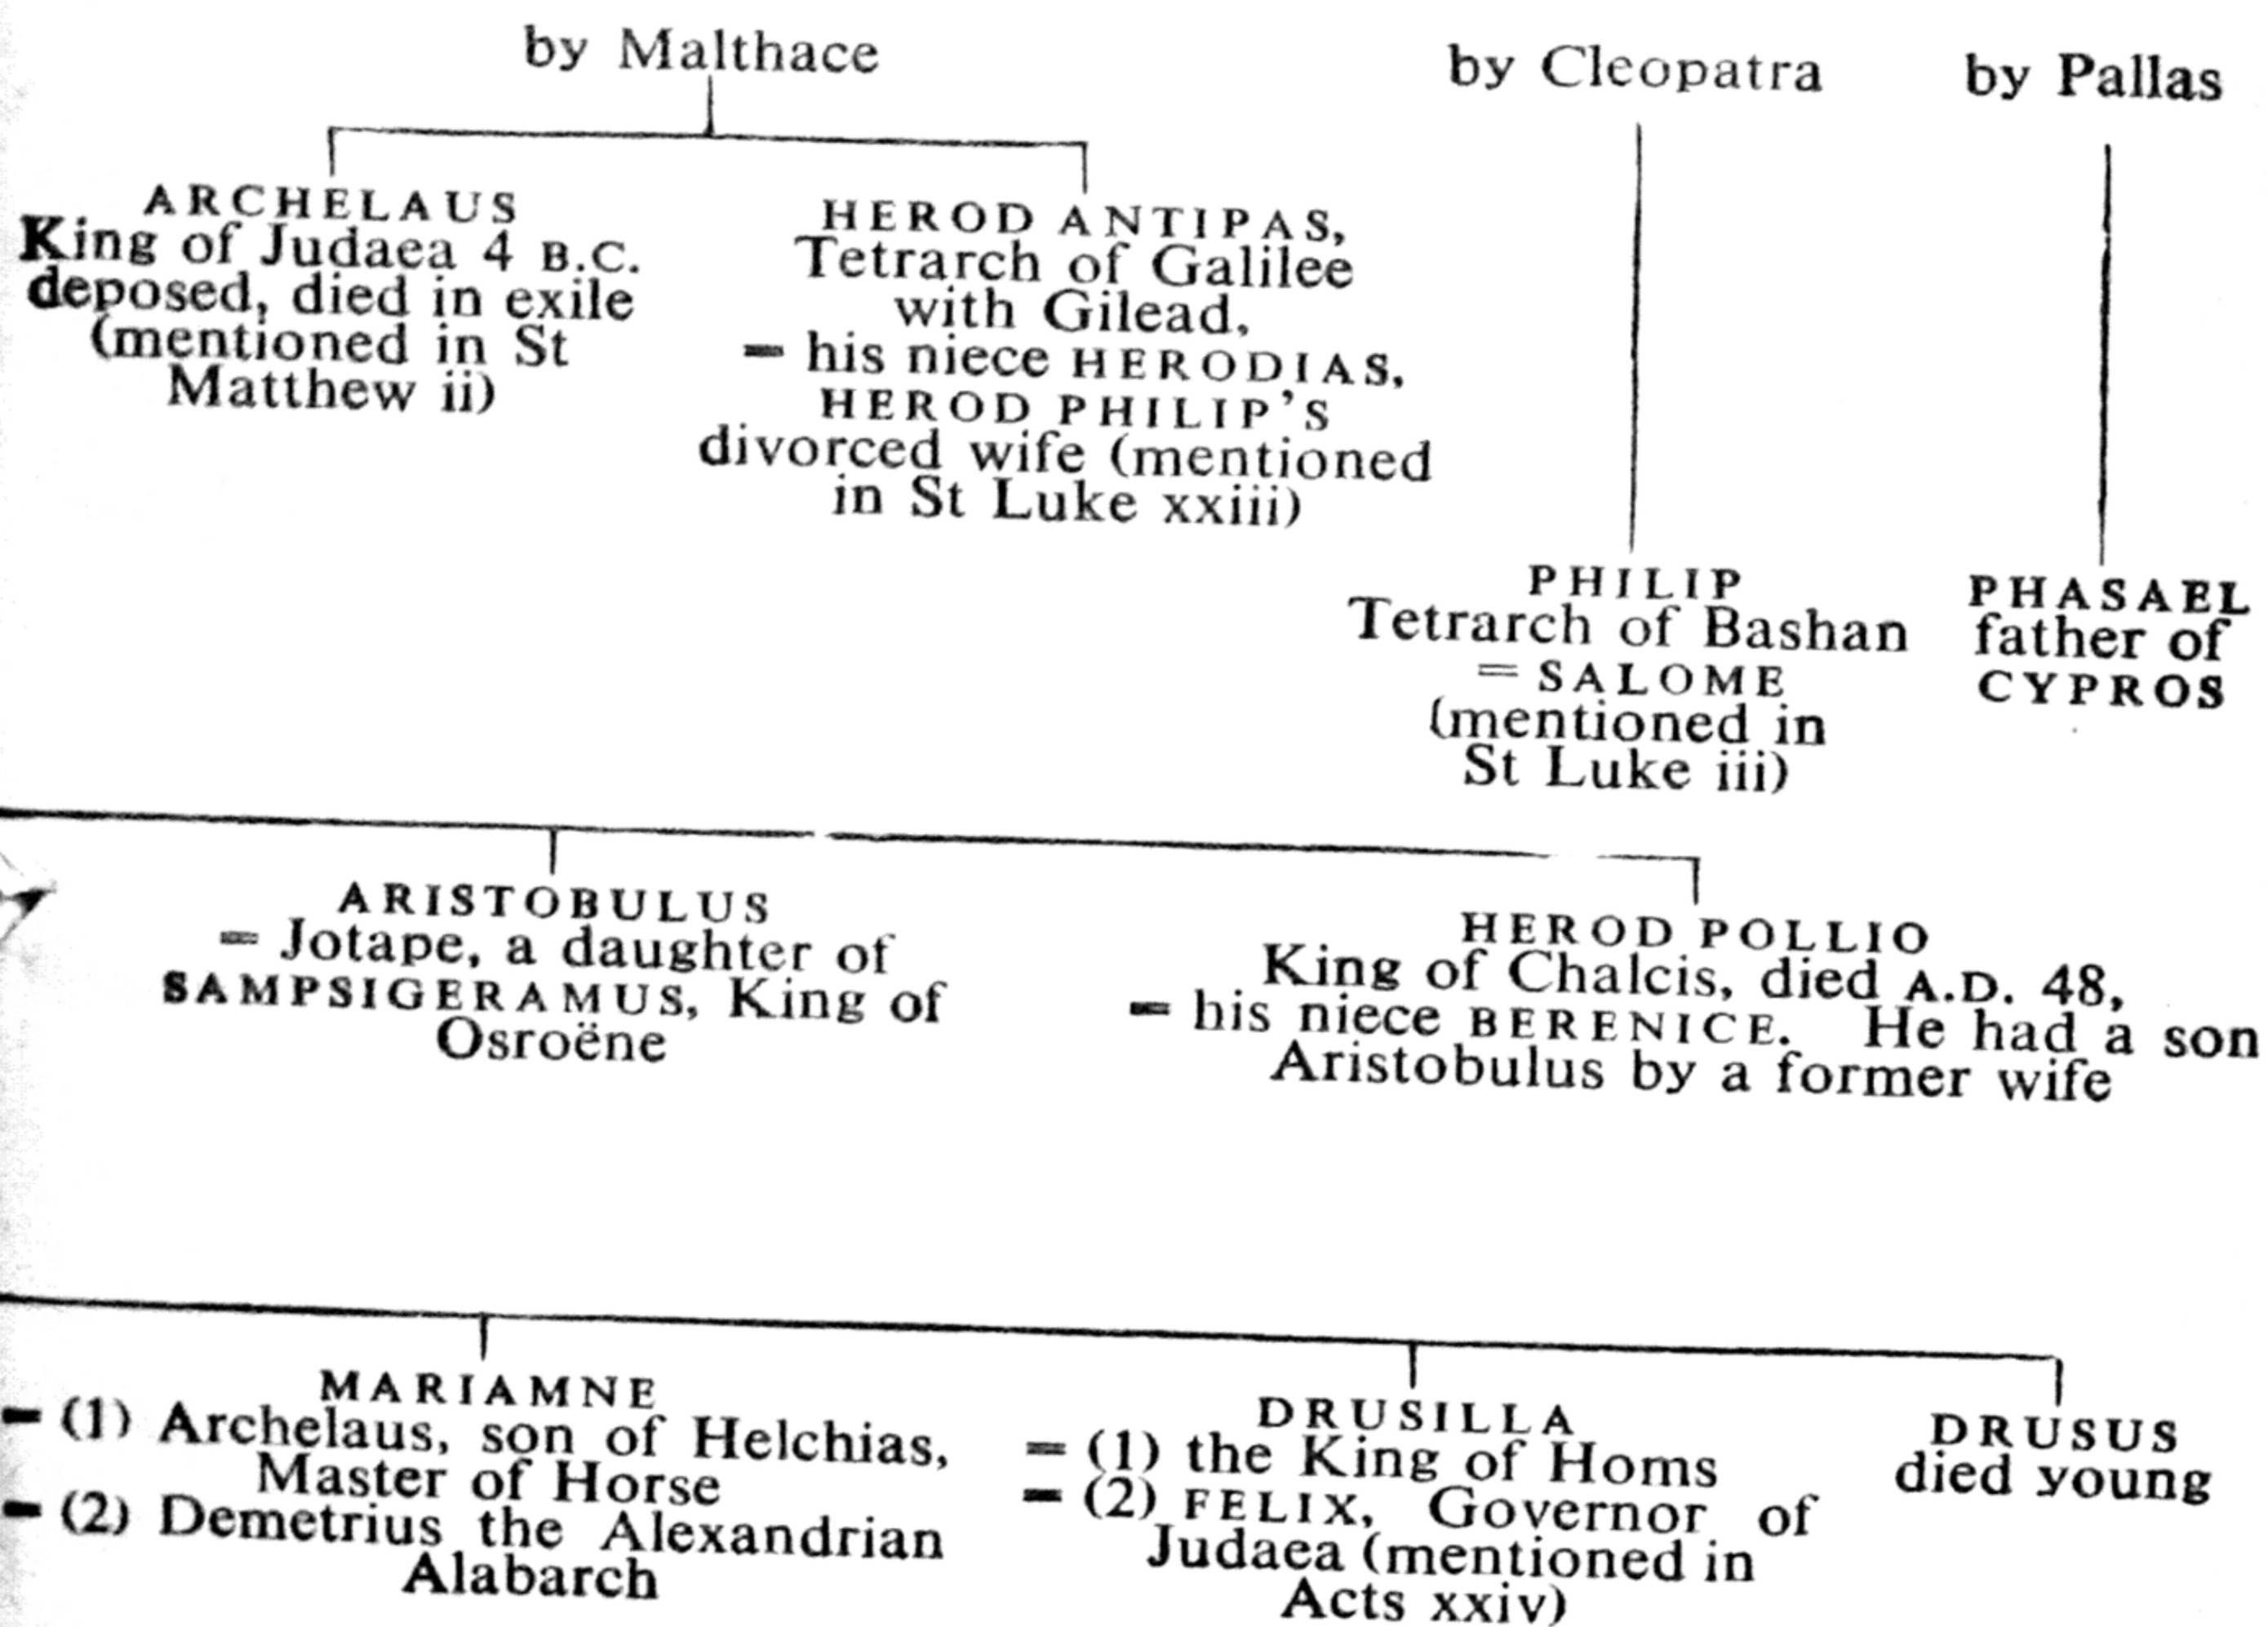 by Malthace
by Cleopatra
by Pallas
ARCHELAUS
King of Judaea 4 B.C.
deposed, died in exile
(mentioned in St
Matthew ii)
HEROD ANTIPAS,
Tetrarch of Galilee
with Gilead,
= his niece HERODIAS,
HEROD PHILIP'S
divorced wife (mentioned
in St Luke xxiii)
PHILIP
Tetrarch of Bashan
= SALOME
(mentioned in
St Luke iii)
PHASAEL
father of
CYPROS
ARISTOBULUS
= Jotape, a daughter of
SAMPSIGERAMUS, King of
Osroëne
HEROD POLLIO
King of Chalcis, died A.D. 48,
= his niece BERENICE. He had a son
Aristobulus by a former wife
MARIAMNE
= (1) Archelaus, son of Helchias,
Master of Horse
= (2) Demetrius the Alexandrian
Alabarch
DRUSILLA
= (1) the King of Homs
= (2) FELIX, Governor of
Judaea (mentioned in
Acts xxiv)
DRUSUS
died young